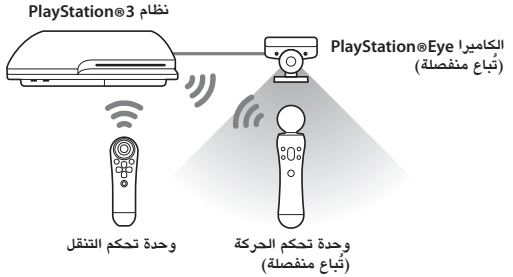 نظام PlayStation®3
الكاميرا PlayStation®Eye
(تُباع منفصلة)
وحدة تحكم التنقل
وحدة تحكم الحركة
(تُباع منفصلة)